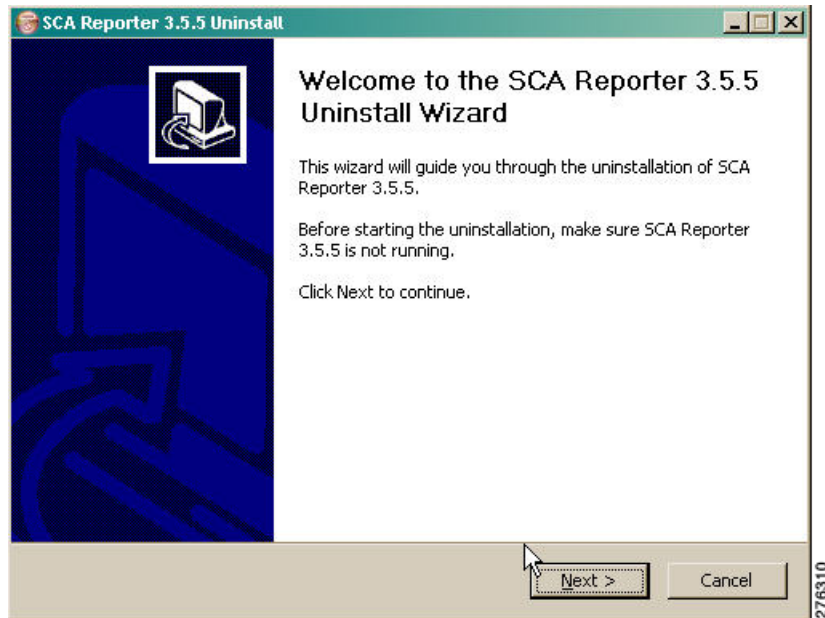 SCA Reporter 3.5.5 Uninstall
Welcome to the SCA Reporter 3.5.5
Uninstall Wizard
This wizard will guide you through the uninstallation of SCA
Reporter 3.5.5.
Before starting the uninstallation, make sure SCA Reporter
3.5.5 is not running.
Click Next to continue.
Next >
Cancel
276310